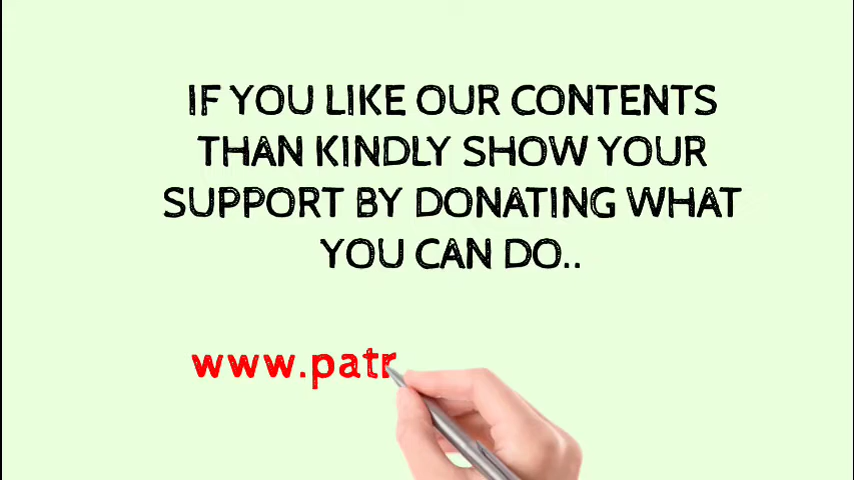 IF YOU LIKE OUR CONTENTS
THAN KINDLY SHOW YOUR
SUPPORT BY DONATING WHAT
YOU CAN DO..
www.patr